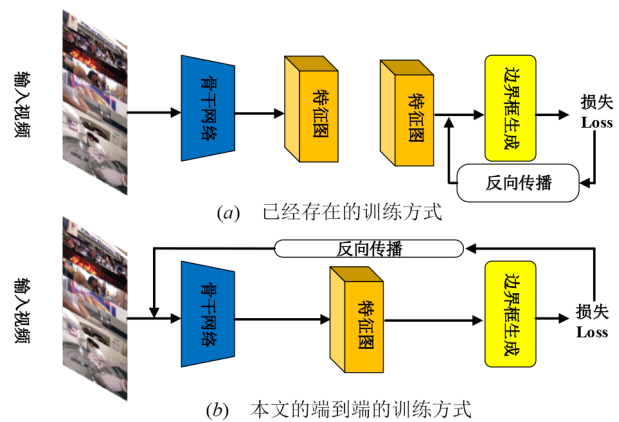 输入视频
骨干网络
特征图
特征图
边界框生成
损失
Loss
反向传播
(a) 已经存在的训练方式
反向传播
输入视频
骨干网络
特征图
边界框生成
损失
Loss
(b) 本文的端到端的训练方式